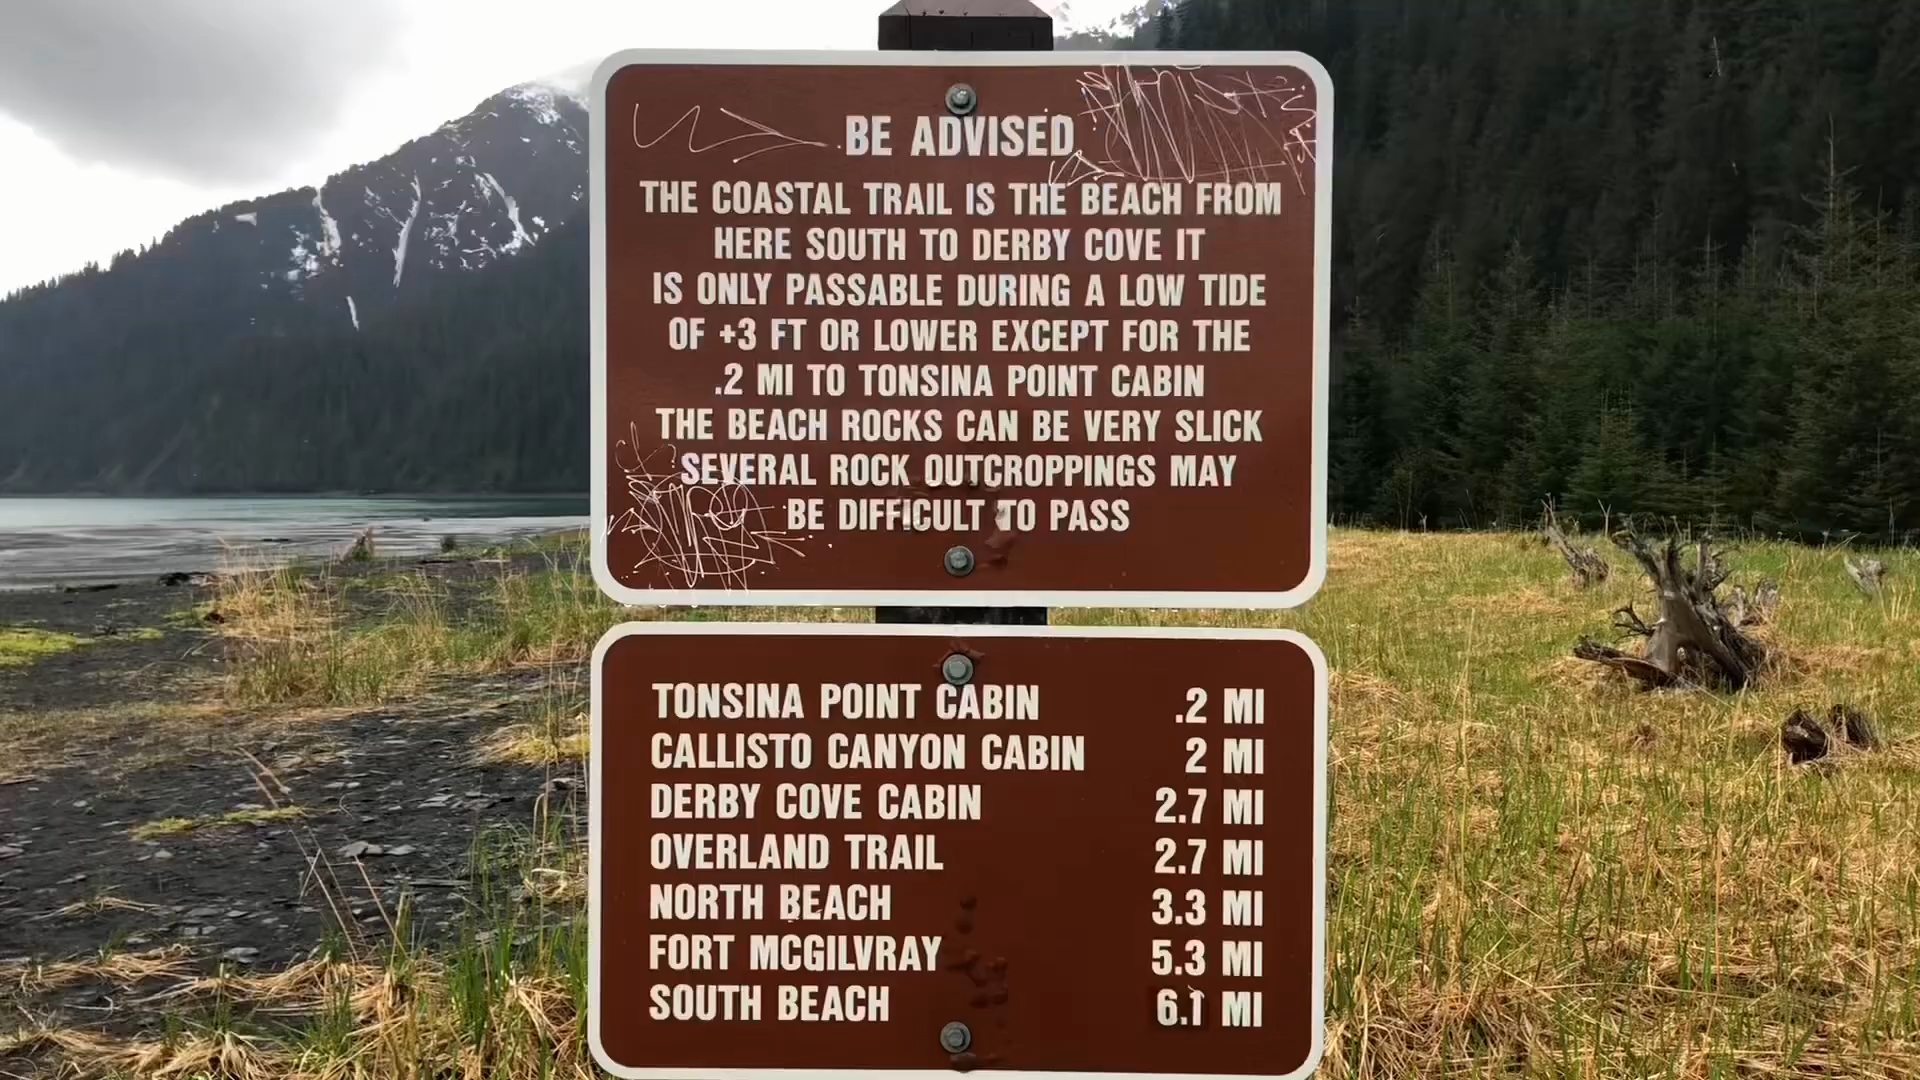 BE ADVISED
THE COASTAL TRAIL IS THE BEACH FROM
HERE SOUTH TO DERBY COVE IT
IS ONLY PASSABLE DURING A LOW TIDE
OF +3 FT OR LOWER EXCEPT FOR THE
.2 MI TO TONSINA POINT CABIN
THE BEACH ROCKS CAN BE VERY SLICK
SEVERAL ROCK OUTCROPPINGS MAY
BE DIFFICULT TO PASS
TONSINA POINT CABIN .2 MI
CALLISTO CANYON CABIN 2 MI
DERBY COVE CABIN 2.7 MI
OVERLAND TRAIL 2.7 MI
NORTH BEACH 3.3 MI
FORT MCGILVRAY 5.3 MI
SOUTH BEACH 6.1 MI